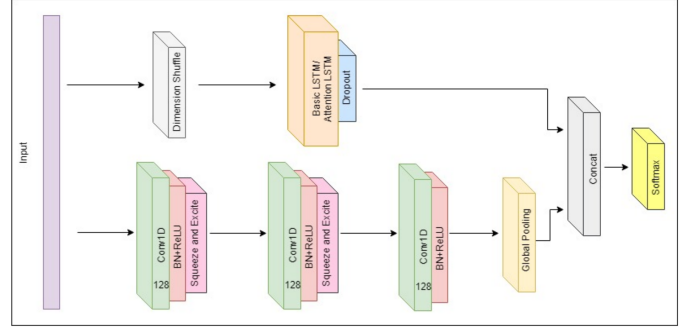 Input
Dimension Shuffle
Basic LSTM/
Attention LSTM
Dropout
Conv1D
128
BN+ReLU
Squeeze and Excite
Conv1D
128
BN+ReLU
Squeeze and Excite
Conv1D
128
BN+ReLU
Global Pooling
Concat
Softmax